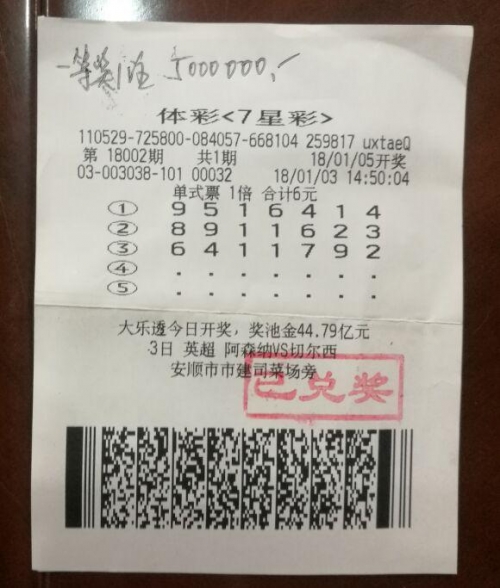 一等奖1注 5000000,-
体彩<7星彩>
110529-725800-084057-668104 259817 uxtaeQ
第 18002期 共1期 18/01/05开奖
03-003038-101 00032 18/01/03 14:50:04
单式票 1倍 合计6元
① 9 5 1 6 4 1 4
② 8 9 1 1 6 2 3
③ 6 4 1 1 7 9 2
④ . . . . . . .
⑤ . . . . . . .
大乐透今日开奖，奖池金44.79亿元
3日 英超 阿森纳VS切尔西
安顺市市建司菜场旁
已兑奖